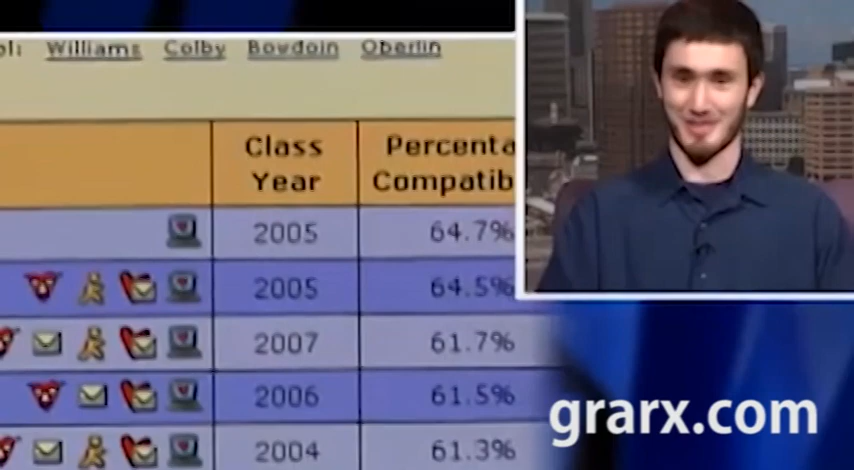 Williams Colby Bowdoin Oberlin
Class Year
2005 64.7%
2005 64.5%
2007 61.7%
2006 61.5%
2004 61.3%
grarx.com